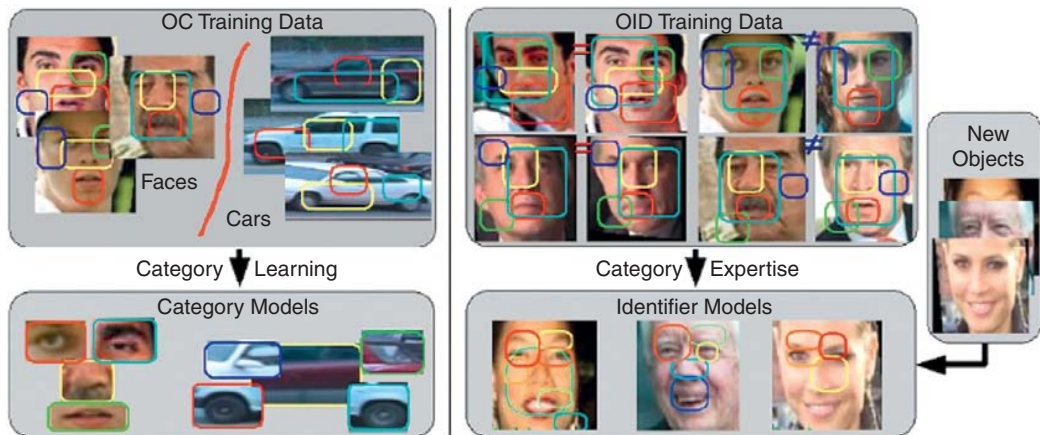 OC Training Data
Faces
Cars
Category Learning
Category Models
OID Training Data
=
≠
=
≠
Category Expertise
Identifier Models
New
Objects